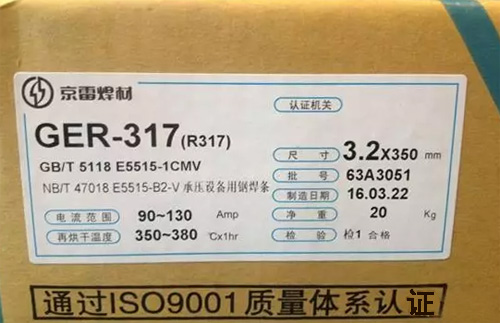 京雷焊材
认证机关
GER-317(R317)
GB/T 5118 E5515-1CMV
NB/T 47018 E5515-B2-V 承压设备用钢焊条
尺寸 3.2X350 mm
批号 63A3051
制造日期 16.03.22
电流范围 90~130 Amp
净重 20 Kg
再烘干温度 350~380 Cx1hr
检验 检1 合格
通过ISO9001质量体系认证